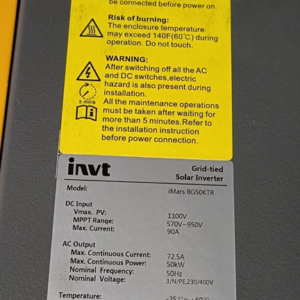 be connected before power on.
Risk of burning:
The enclosure temperature
may exceed 140F(60℃) during
operation. Do not touch.
WARNING:
After switching off all the AC
and DC switches,electric
hazard is also present during
installation.
5 mins
All the maintenance operations
must be taken after waiting for
more than 5 minutes. Refer to
the installation instruction
before power connection.
invt
Grid-tied
Solar Inverter
Model: iMars BG50KTR
DC Input
Vmax. PV: 1100V
MPPT Range: 570V~950V
Max. Current: 90A
AC Output
Max. Continuous Current: 72.5A
Max. Continuous Power: 50kW
Nominal Frequency: 50Hz
Nominal Voltage: 3/N/PE,230/400V
Temperature: